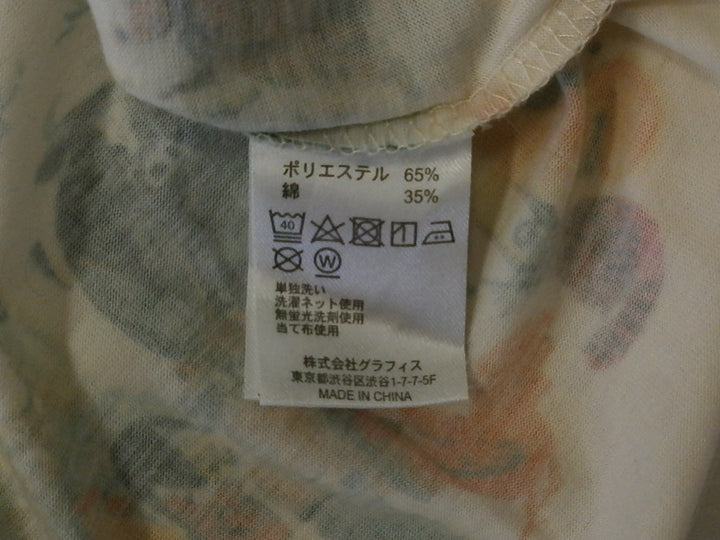 ポリエステル 65%
綿 35%
40
W
単独洗い
洗濯ネット使用
無蛍光洗剤使用
当て布使用
株式会社グラフィス
東京都渋谷区渋谷1-7-7-5F
MADE IN CHINA